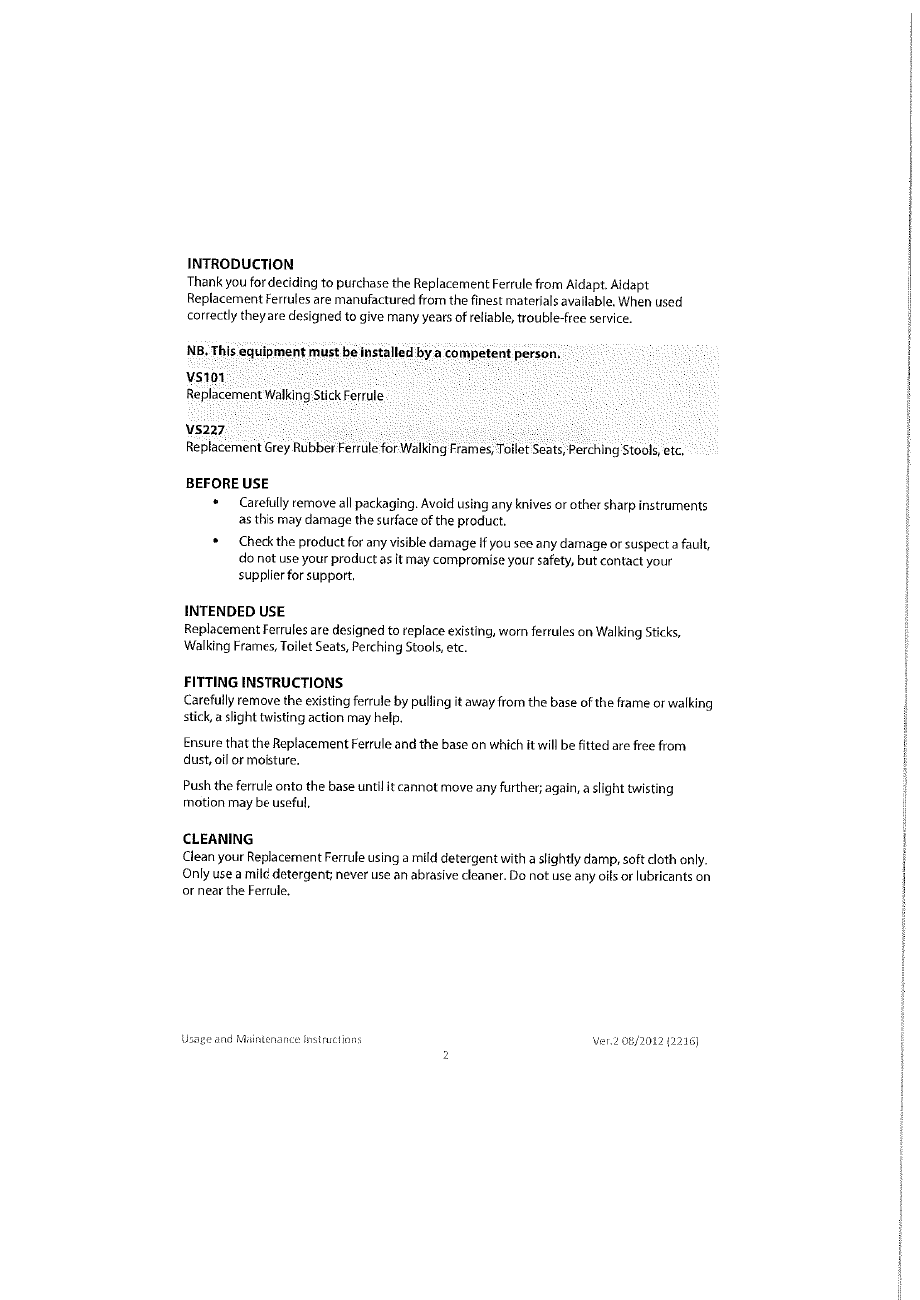 INTRODUCTION
Thank you for deciding to purchase the Replacement Ferrule from Aidapt. Aidapt
Replacement Ferrules are manufactured from the finest materials available. When used
correctly they are designed to give many years of reliable, trouble-free service.
NB. This equipment must be installed by a competent person.
VS101
Replacement Walking Stick Ferrule
VS227
Replacement Grey Rubber Ferrule for Walking Frames, Toilet Seats, Perching Stools, etc.
BEFORE USE
• Carefully remove all packaging. Avoid using any knives or other sharp instruments
as this may damage the surface of the product.
• Check the product for any visible damage If you see any damage or suspect a fault,
do not use your product as it may compromise your safety, but contact your
supplier for support.
INTENDED USE
Replacement Ferrules are designed to replace existing, worn ferrules on Walking Sticks,
Walking Frames, Toilet Seats, Perching Stools, etc.
FITTING INSTRUCTIONS
Carefully remove the existing ferrule by pulling it away from the base of the frame or walking
stick, a slight twisting action may help.
Ensure that the Replacement Ferrule and the base on which it will be fitted are free from
dust, oil or moisture.
Push the ferrule onto the base until it cannot move any further; again, a slight twisting
motion may be useful.
CLEANING
Clean your Replacement Ferrule using a mild detergent with a slightly damp, soft cloth only.
Only use a mild detergent; never use an abrasive cleaner. Do not use any oils or lubricants on
or near the Ferrule.
Usage and Maintenance Instructions
Ver.2 08/2012 (2216)
2